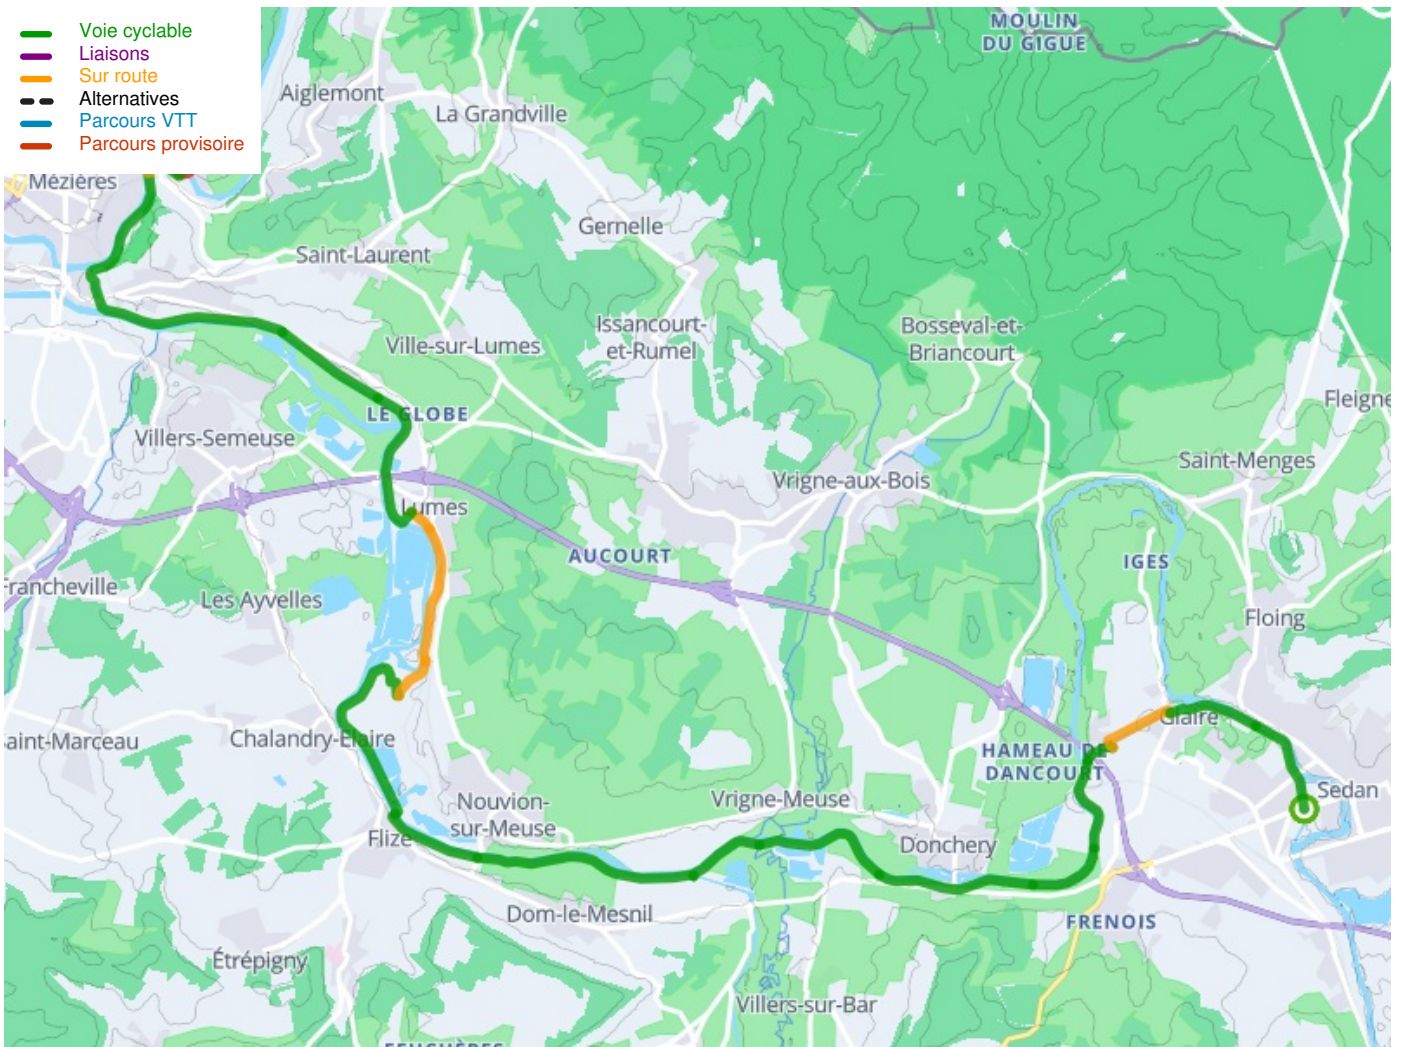 Voie cyclable
Liaisons
Sur route
Alternatives
Parcours VTT
Parcours provisoire
MOULIN
DU GIGUE
Aiglemont
La Grandville
Mézières
Gernelle
Saint-Laurent
Issancourt-
et-Rumel
Bosseval-et-
Briancourt
Ville-sur-Lumes
Fleigne
LE GLOBE
Villers-Semeuse
Saint-Menges
Vrigne-aux-Bois
Lumes
AUCOURT
IGES
Francheville
Les Ayvelles
Floing
Glaire
Saint-Marceau
Chalandry-Elaire
HAMEAU DE
DANCOURT
Sedan
Nouvion-
sur-Meuse
Vrigne-Meuse
Flize
Donchery
Dom-le-Mesnil
FRENOIS
Étrépigny
Villers-sur-Bar